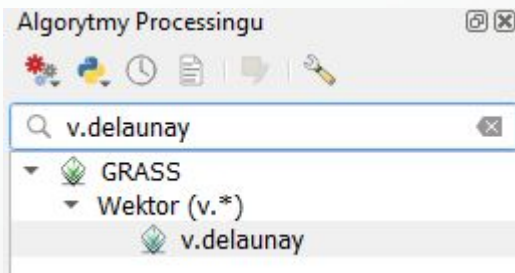 Algorytmy Processingu
v.delaunay
GRASS
Wektor (v.*)
v.delaunay